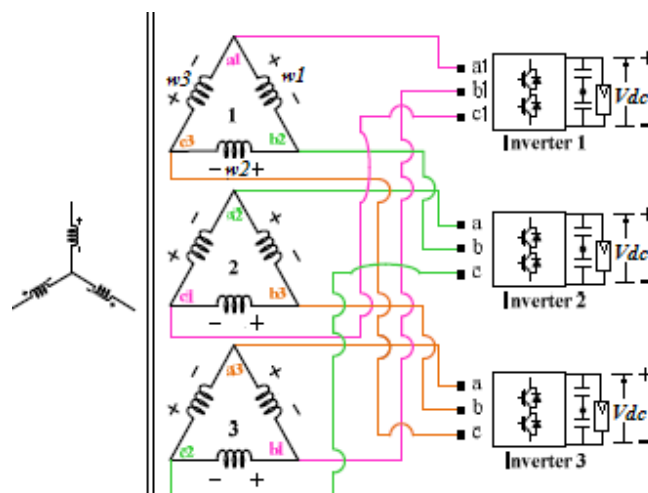 a1
w3
w1
1
c3
b2
- w2 +
a2
2
c1
b3
- +
a3
3
c2
b1
- +
a1
b1
c1
Vdc
+
-
Inverter 1
a
b
c
Vdc
+
-
Inverter 2
a
b
c
Vdc
+
-
Inverter 3